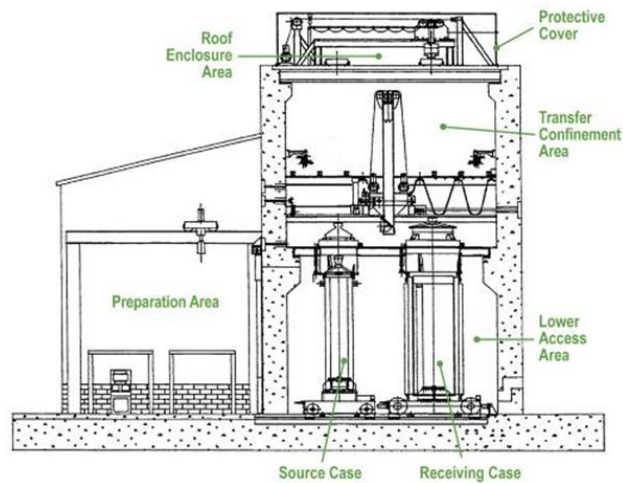 Protective
Cover
Roof
Enclosure
Area
Transfer
Confinement
Area
Preparation Area
Lower
Access
Area
Source Case
Receiving Case